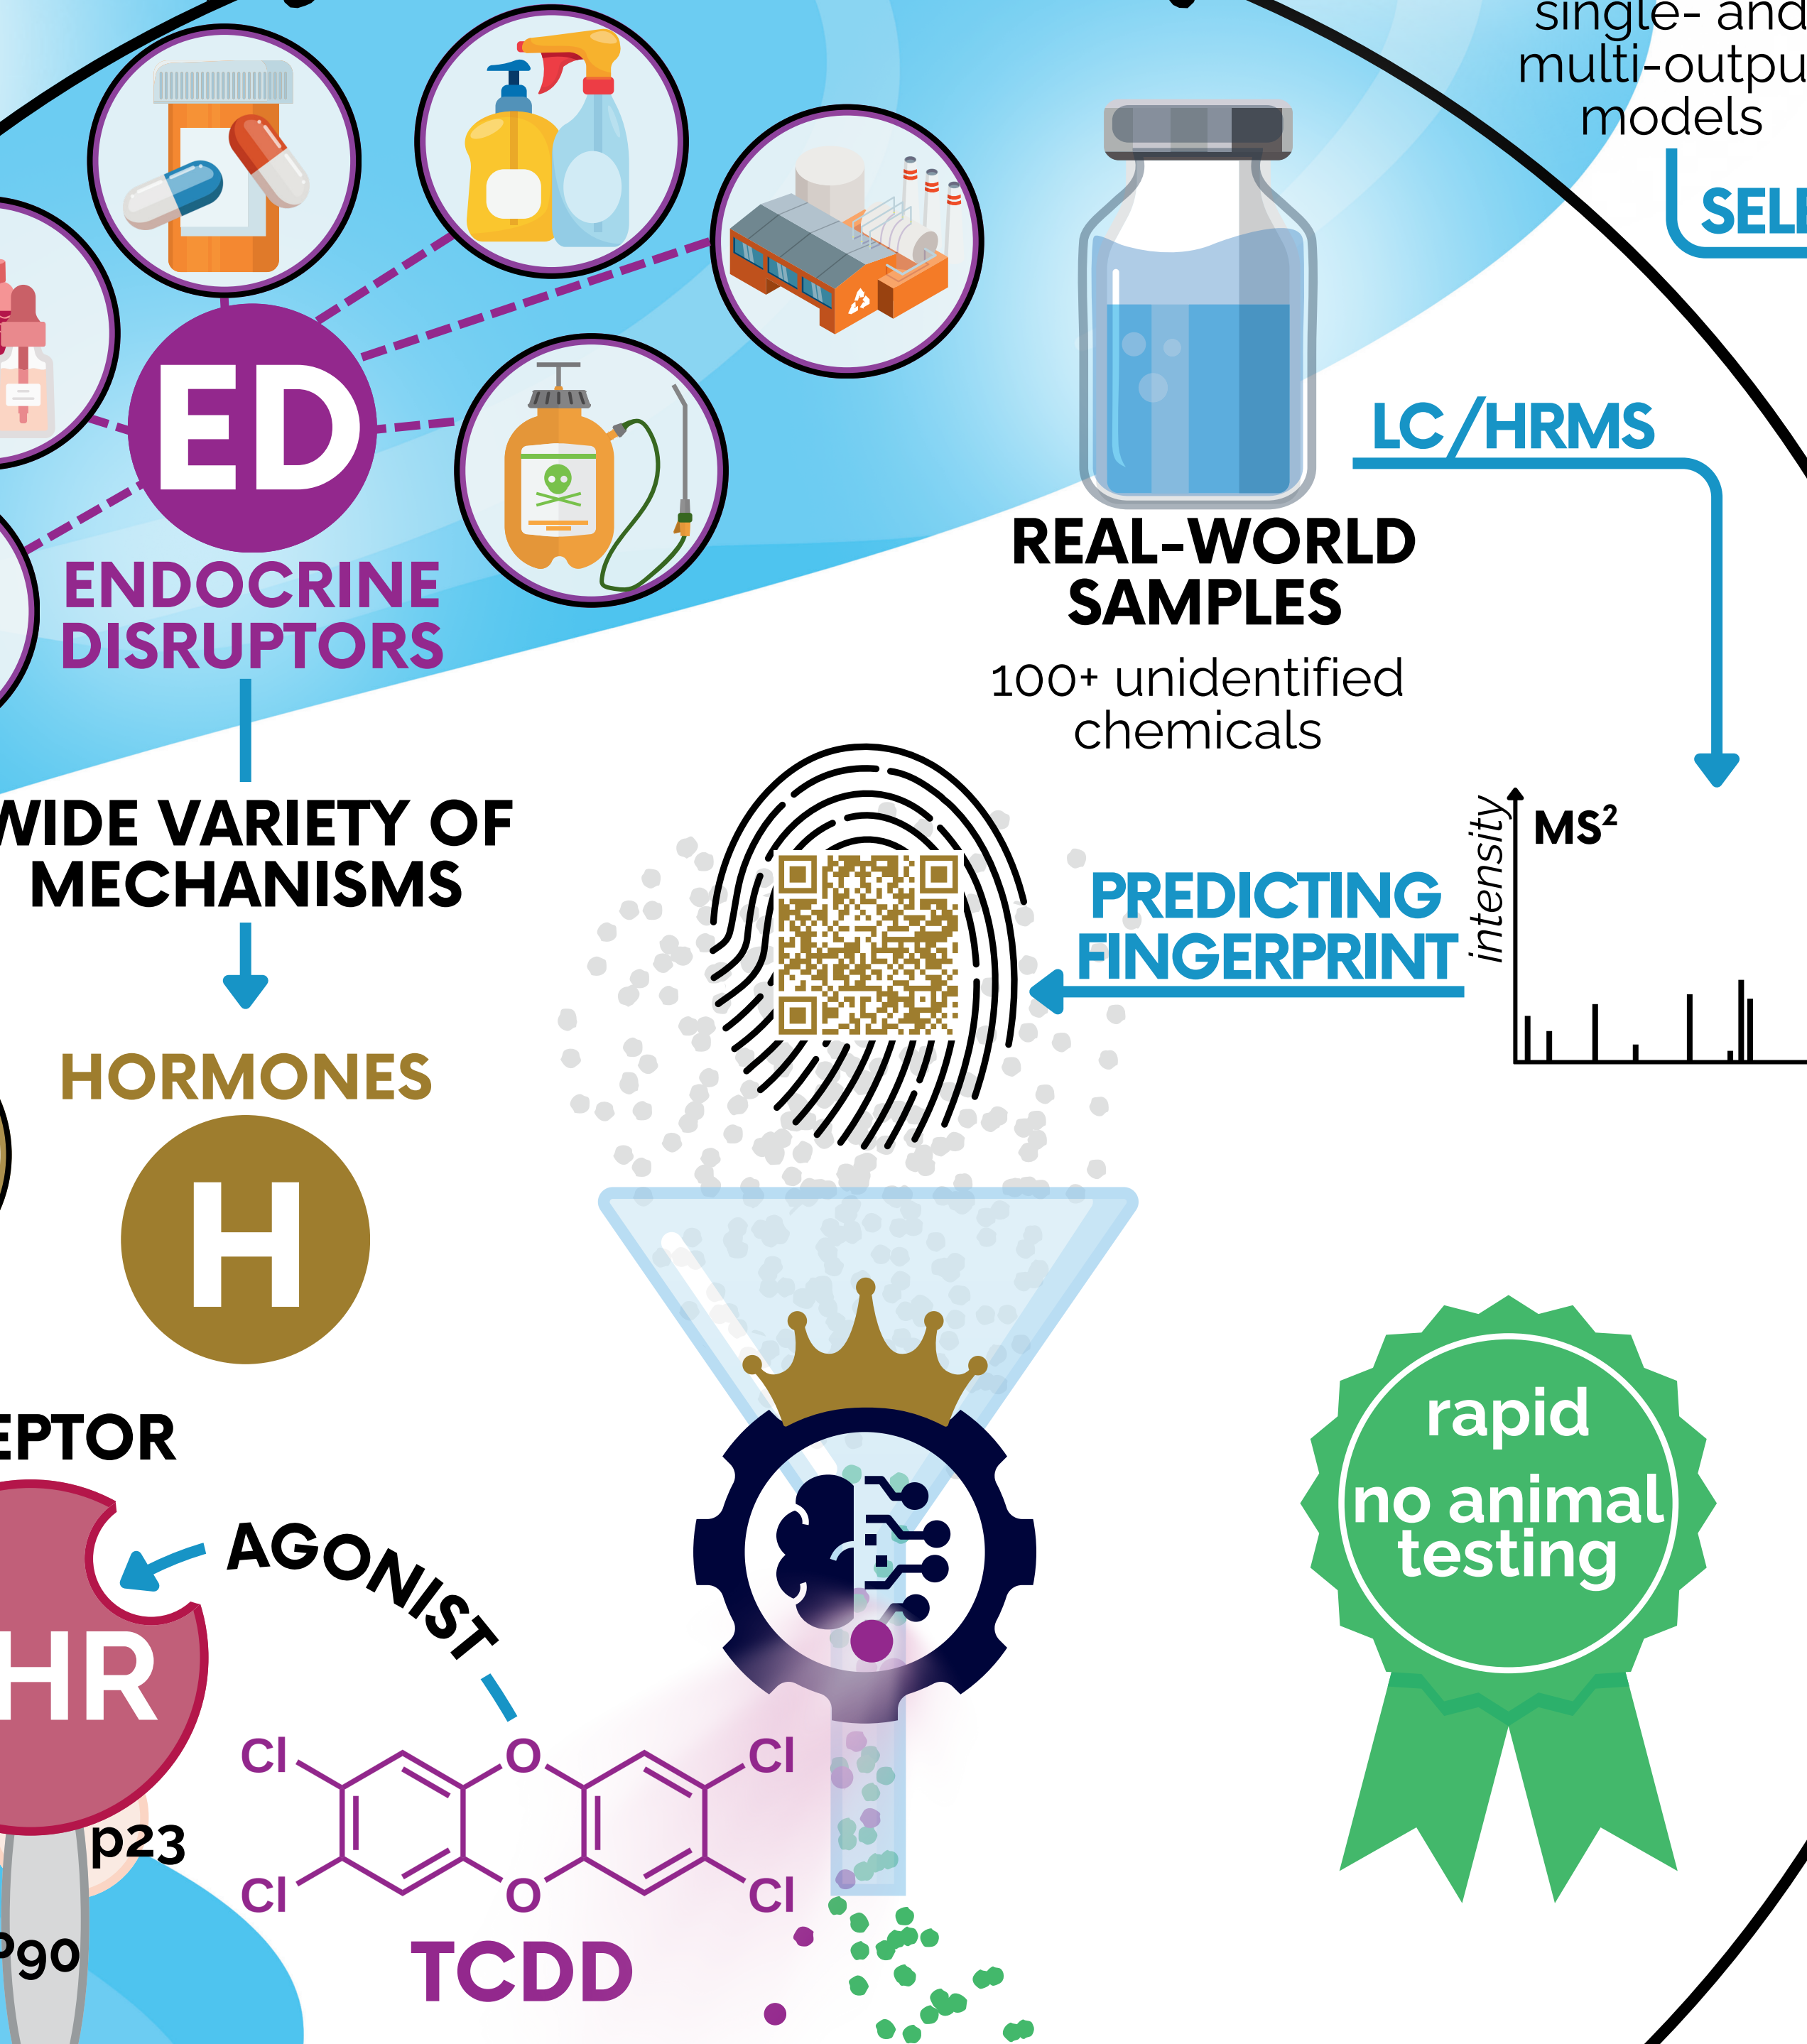 single- and
multi-outpu
models
SELE
ED
ENDOCRINE
DISRUPTORS
LC/HRMS
REAL-WORLD
SAMPLES
100+ unidentified
chemicals
WIDE VARIETY OF
MECHANISMS
intensity
MS²
PREDICTING
FINGERPRINT
HORMONES
H
EPTOR
HR
AGONIST
rapid
no animal
testing
Cl
O
Cl
Cl
O
Cl
p23
P90
TCDD